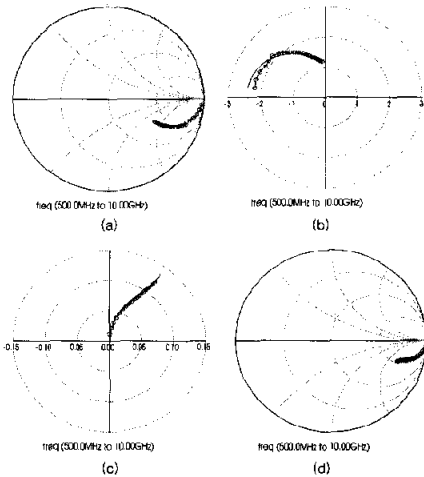 freq (500.0MHz to 10.00GHz)
(a)
-3 -2 -1 0 1 2 3
freq (500.0MHz to 10.00GHz)
(b)
-0.15 -0.10 -0.05 0.00 0.05 0.10 0.15
freq (500.0MHz to 10.00GHz)
(c)
freq (500.0MHz to 10.00GHz)
(d)